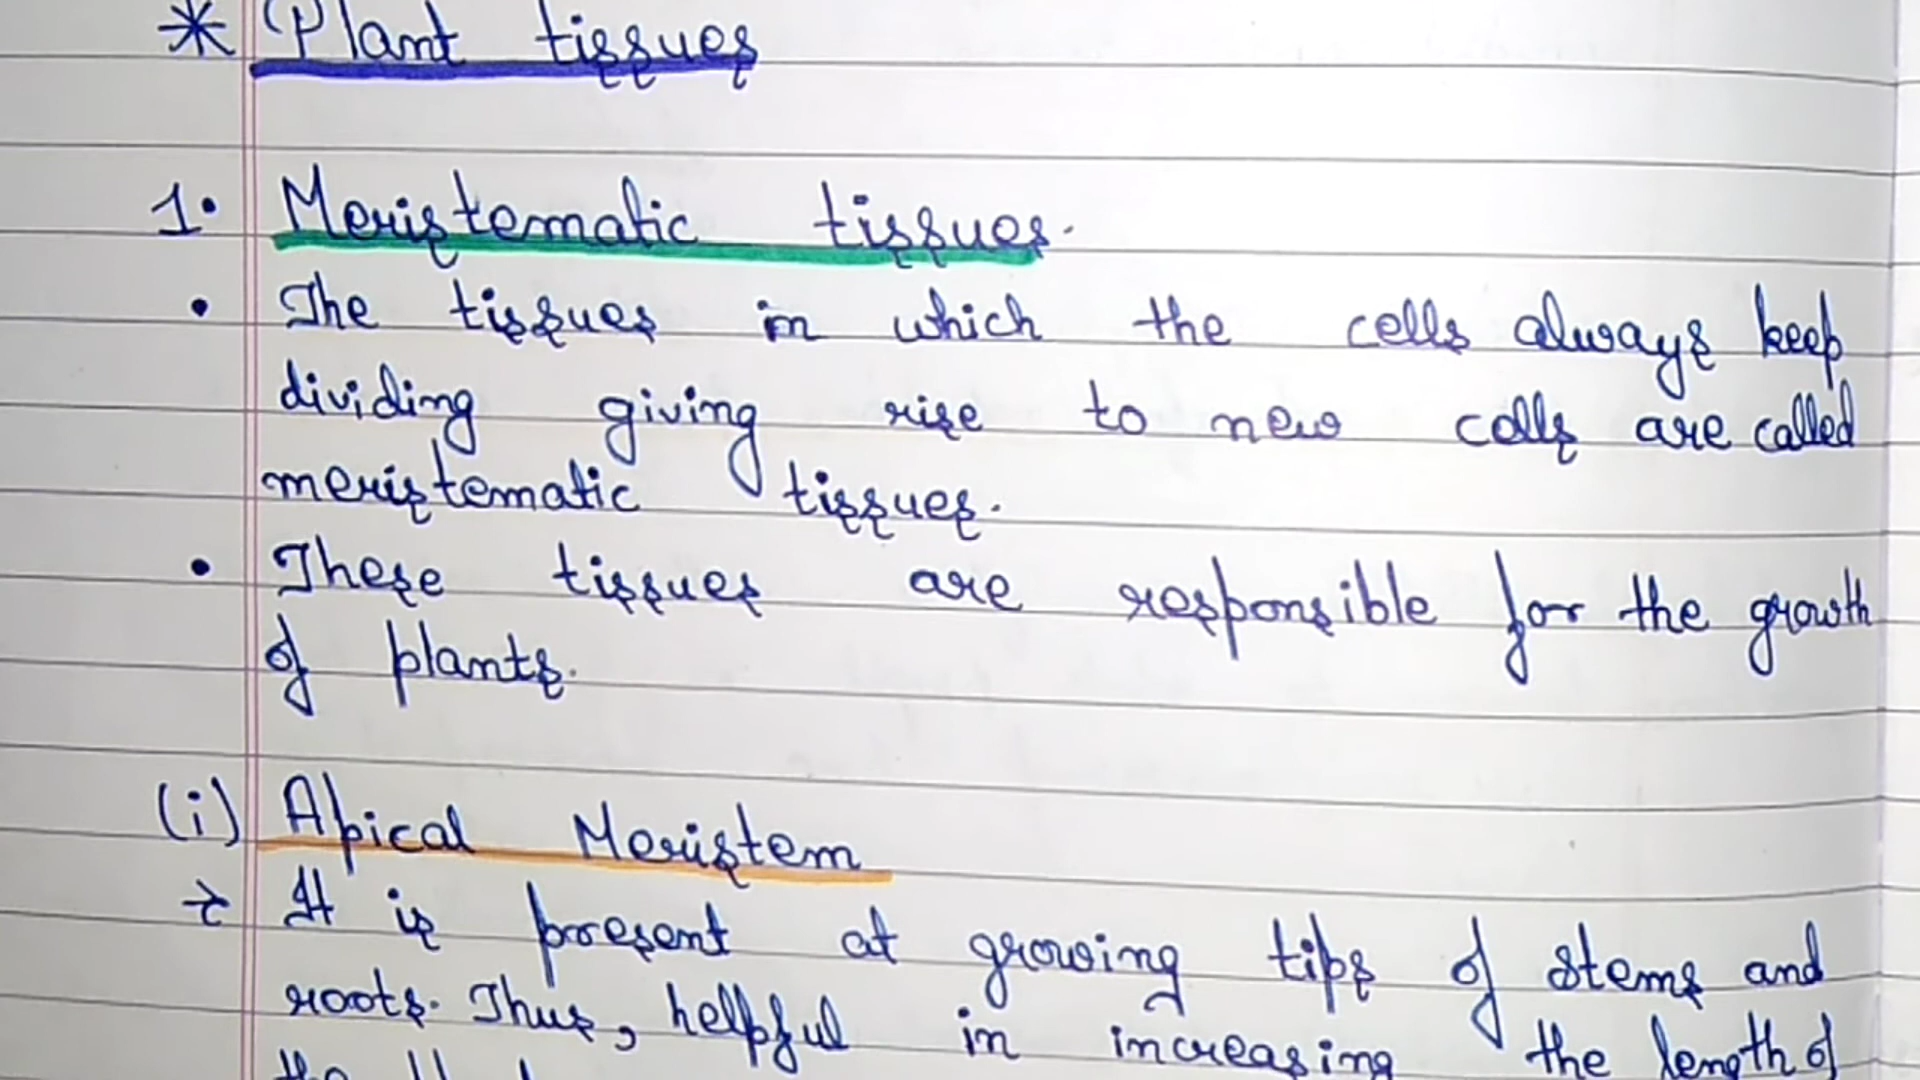 * Plant tissues
1. Meristematic tissues.
• The tissues in which the cells always keep
dividing giving rise to new cells are called
meristematic tissues.
• These tissues are responsible for the growth
of plants.
(i) Apical Meristem
→ It is present at growing tips of stems and
roots. Thus, helpful in increasing the length of
the